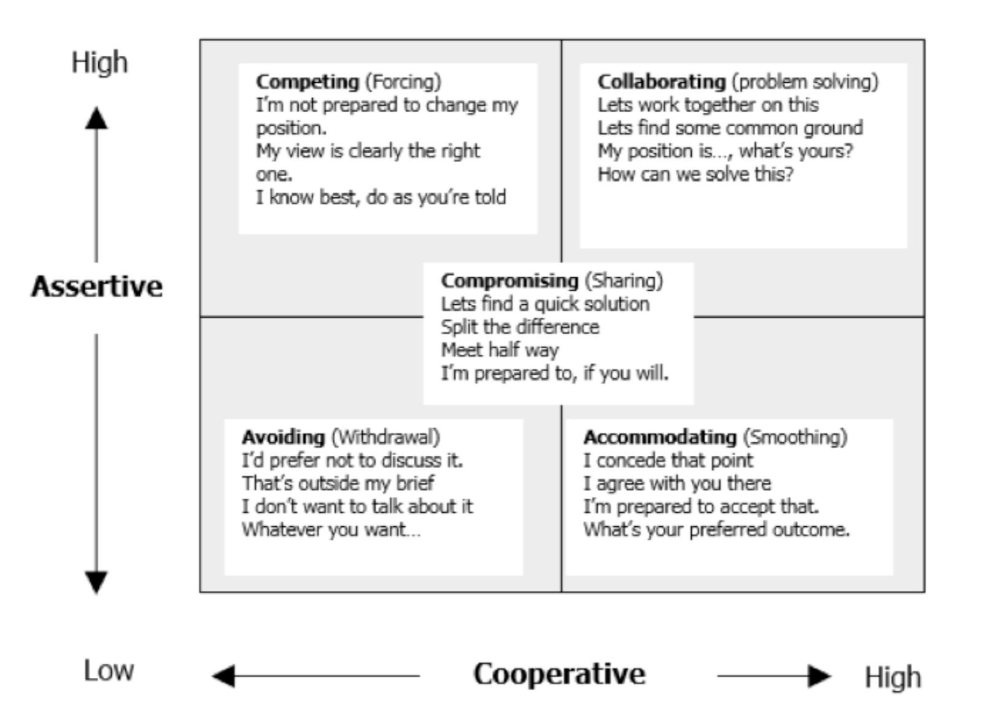 High
Competing (Forcing)
I'm not prepared to change my
position.
My view is clearly the right
one.
I know best, do as you're told
Collaborating (problem solving)
Lets work together on this
Lets find some common ground
My position is..., what's yours?
How can we solve this?
Assertive
Compromising (Sharing)
Lets find a quick solution
Split the difference
Meet half way
I'm prepared to, if you will.
Avoiding (Withdrawal)
I'd prefer not to discuss it.
That's outside my brief
I don't want to talk about it
Whatever you want...
Accommodating (Smoothing)
I concede that point
I agree with you there
I'm prepared to accept that.
What's your preferred outcome.
Low
Cooperative
High